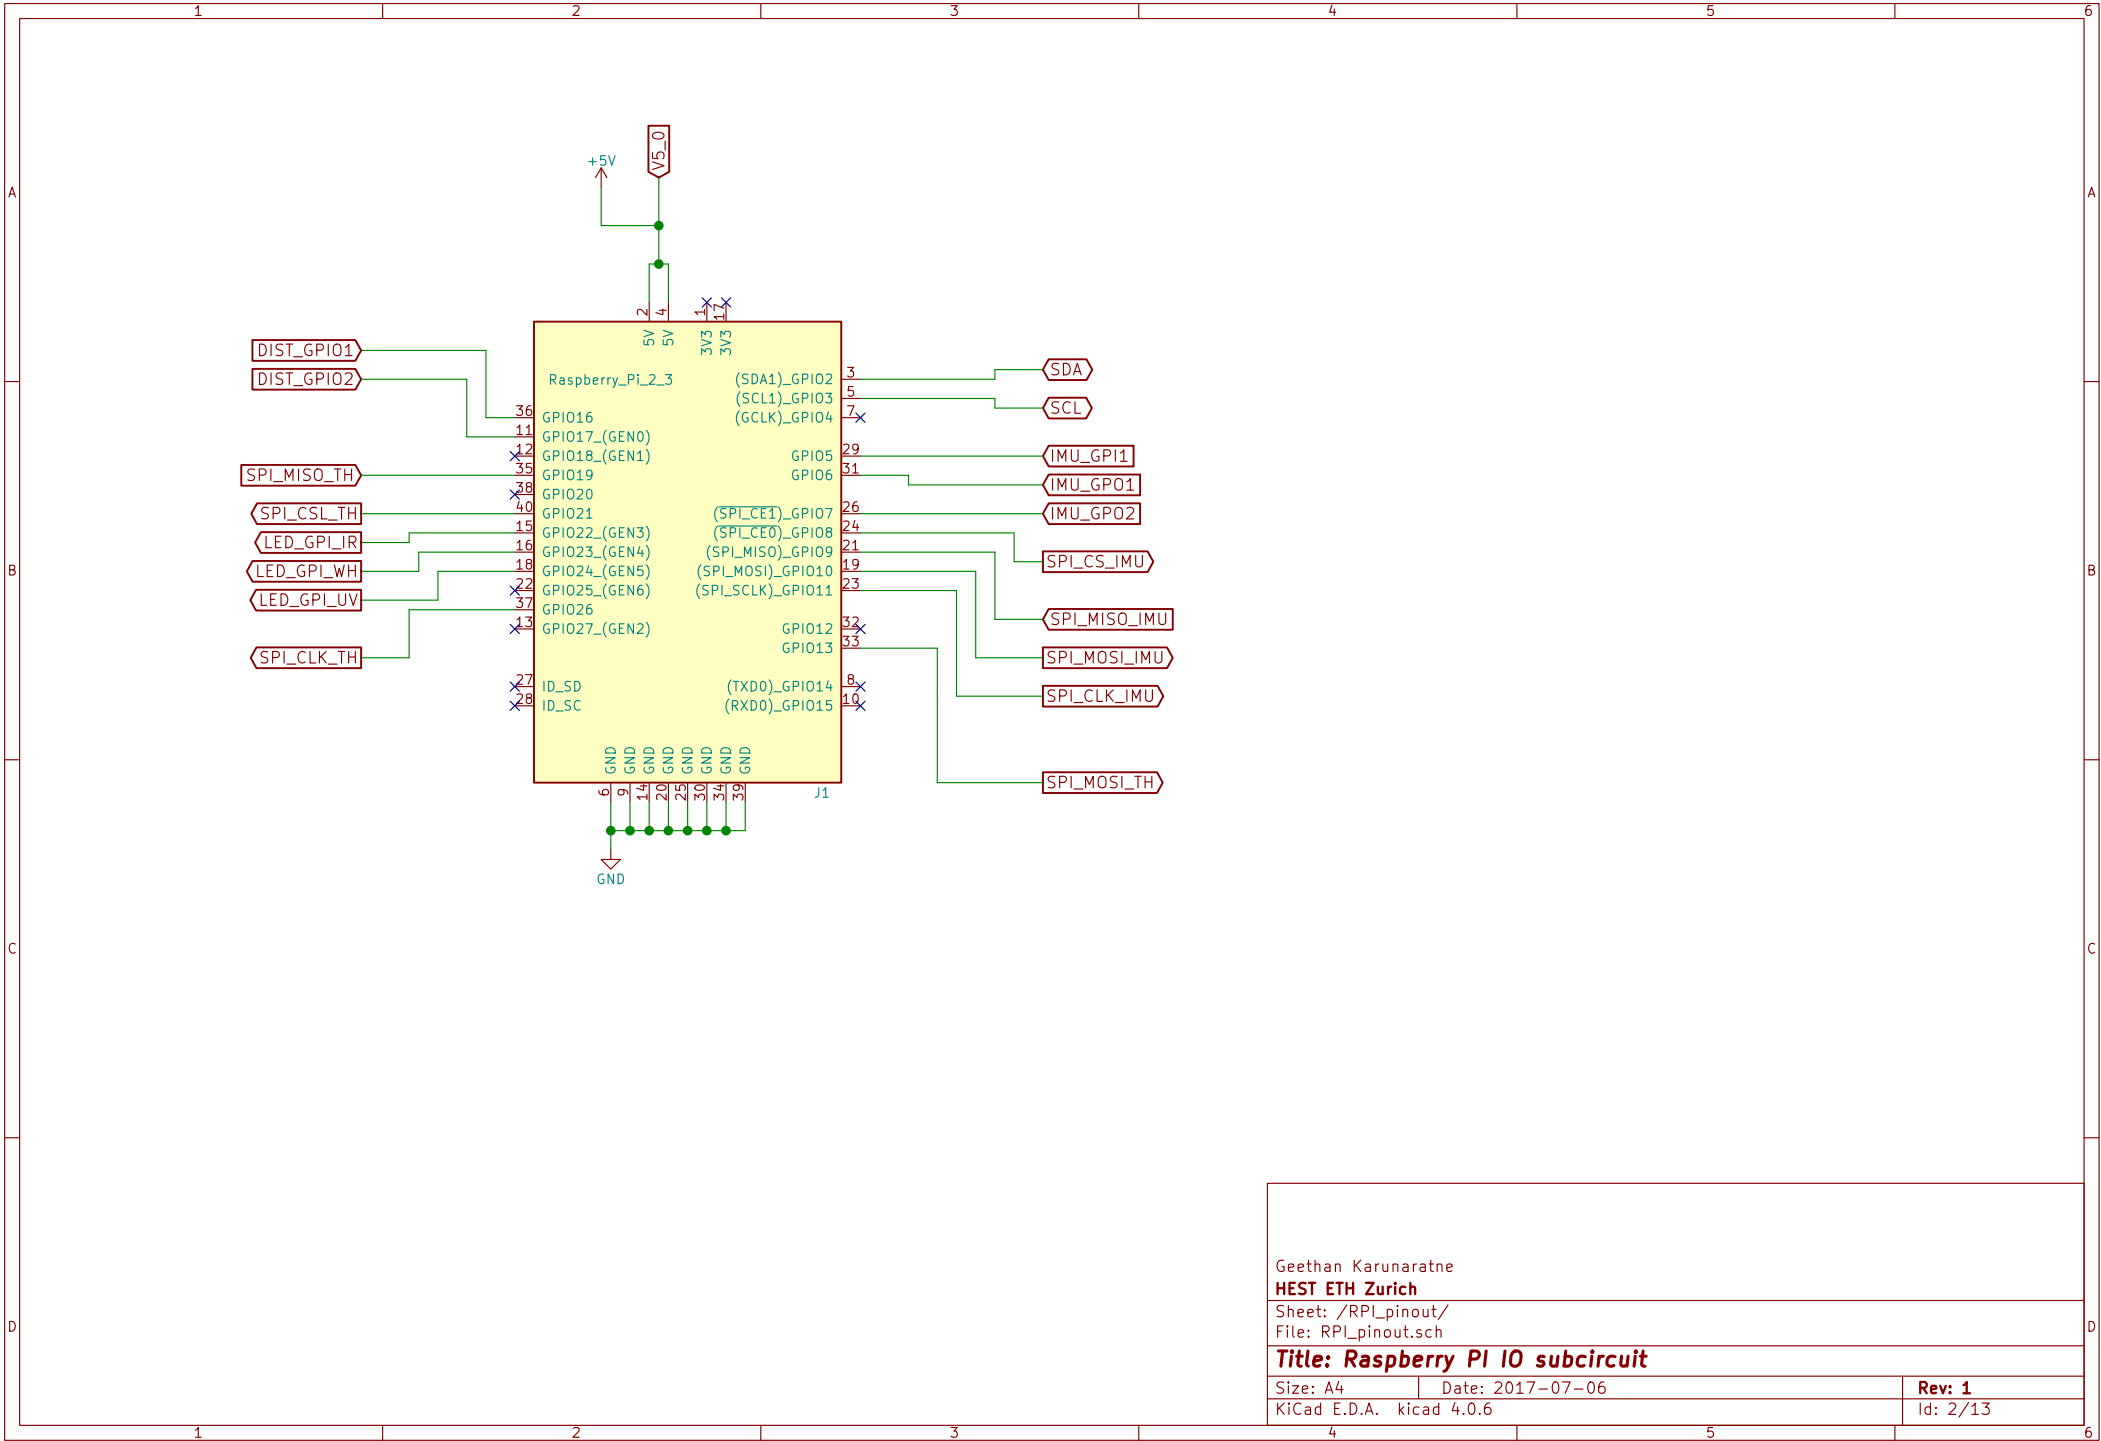 1 2 3 4 5 6
A A
B B
C C
D D
V5_0
+5V
2 4 1 17
5V 5V 3V3 3V3
Raspberry_Pi_2_3
DIST_GPIO1
DIST_GPIO2
SPI_MISO_TH
SPI_CSL_TH
LED_GPI_IR
LED_GPI_WH
LED_GPI_UV
SPI_CLK_TH
36 GPIO16
11 GPIO17_(GEN0)
12 GPIO18_(GEN1)
35 GPIO19
38 GPIO20
40 GPIO21
15 GPIO22_(GEN3)
16 GPIO23_(GEN4)
18 GPIO24_(GEN5)
22 GPIO25_(GEN6)
37 GPIO26
13 GPIO27_(GEN2)
27 ID_SD
28 ID_SC
(SDA1)_GPIO2 3
(SCL1)_GPIO3 5
(GCLK)_GPIO4 7
GPIO5 29
GPIO6 31
(SPI_CE1)_GPIO7 26
(SPI_CE0)_GPIO8 24
(SPI_MISO)_GPIO9 21
(SPI_MOSI)_GPIO10 19
(SPI_SCLK)_GPIO11 23
GPIO12 32
GPIO13 33
(TXD0)_GPIO14 8
(RXD0)_GPIO15 10
SDA
SCL
IMU_GPI1
IMU_GPO1
IMU_GPO2
SPI_CS_IMU
SPI_MISO_IMU
SPI_MOSI_IMU
SPI_CLK_IMU
SPI_MOSI_TH
GND GND GND GND GND GND GND GND
6 9 14 20 25 30 34 39
J1
GND
Geethan Karunaratne
HEST ETH Zurich
Sheet: /RPI_pinout/
File: RPI_pinout.sch
Title: Raspberry PI IO subcircuit
Size: A4 Date: 2017-07-06 Rev: 1
KiCad E.D.A. kicad 4.0.6 Id: 2/13
1 2 3 4 5 6